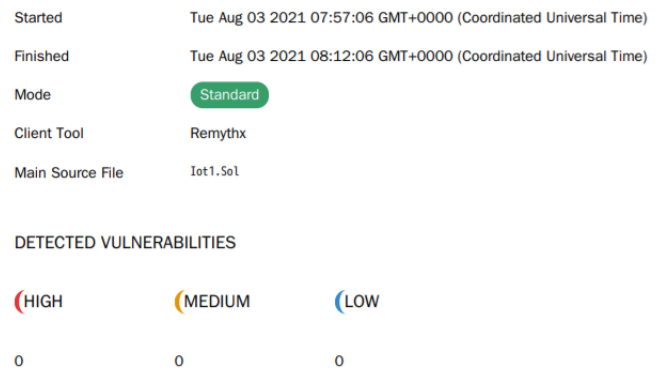 Started Tue Aug 03 2021 07:57:06 GMT+0000 (Coordinated Universal Time)
Finished Tue Aug 03 2021 08:12:06 GMT+0000 (Coordinated Universal Time)
Mode Standard
Client Tool Remythx
Main Source File Iot1.Sol
DETECTED VULNERABILITIES
HIGH MEDIUM LOW
0 0 0